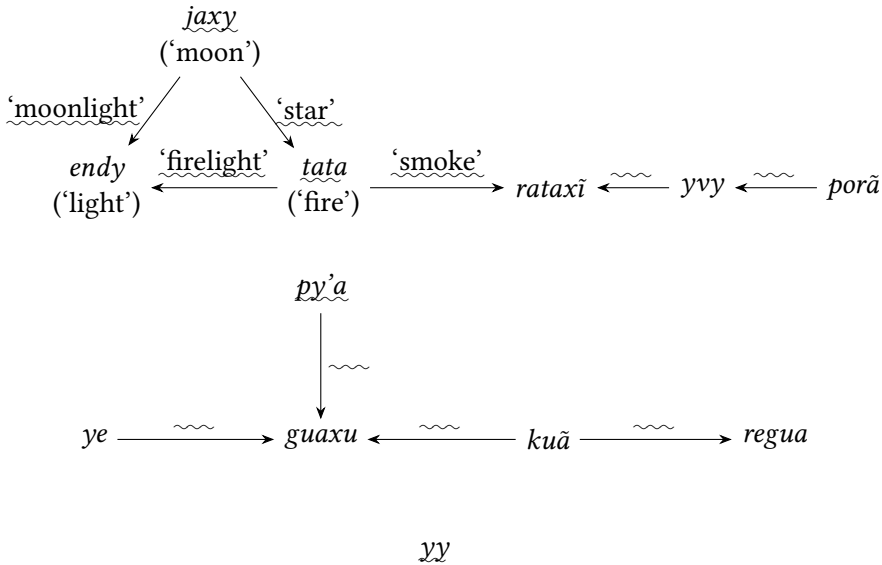 jaxy
(‘moon’)
‘moonlight’ ‘star’
endy ‘firelight’ tata ‘smoke’ rataxĩ yvy porã
(‘light’) (‘fire’)
py’a
ye guaxu kuã regua
yy